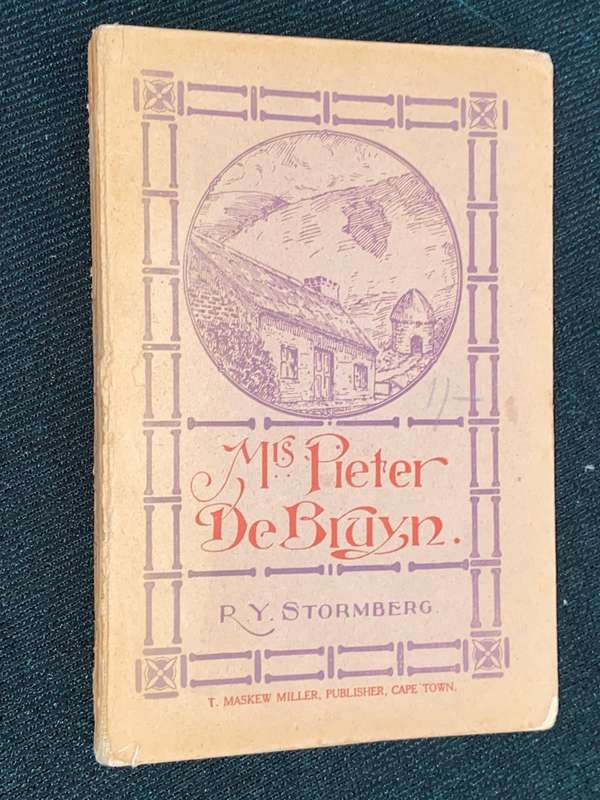 Mrs Pieter
De Bruyn.
R. Y. STORMBERG.
T. MASKEW MILLER, PUBLISHER, CAPE TOWN.